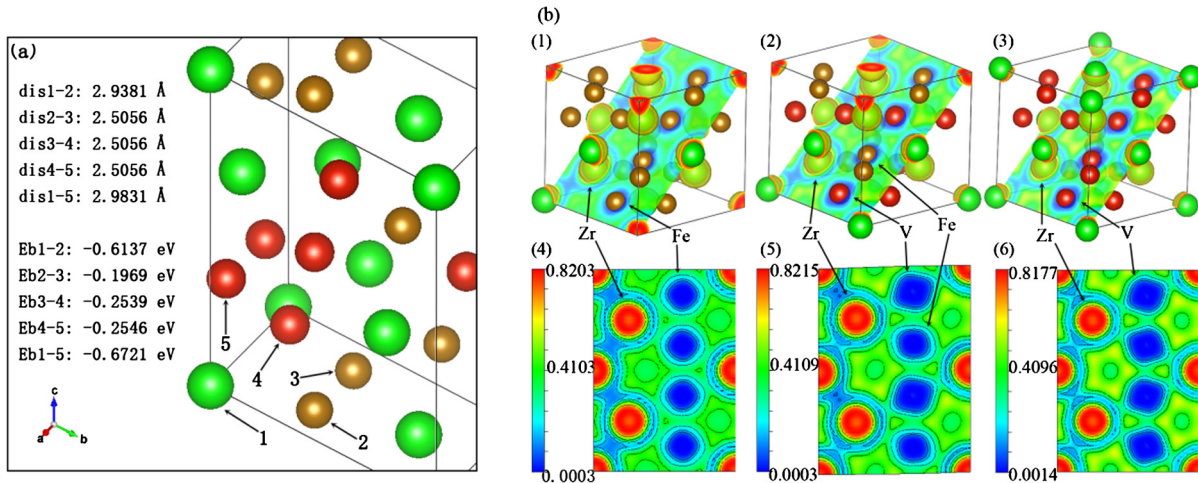 (a)
dis1-2: 2.9381 Å
dis2-3: 2.5056 Å
dis3-4: 2.5056 Å
dis4-5: 2.5056 Å
dis1-5: 2.9831 Å
Eb1-2: -0.6137 eV
Eb2-3: -0.1969 eV
Eb3-4: -0.2539 eV
Eb4-5: -0.2546 eV
Eb1-5: -0.6721 eV
5
4
3
1
2
c
a
b
(b)
(1)
(2)
(3)
Zr
Fe
Zr
V
Fe
Zr
V
(4)
(5)
(6)
0.8203
0.4103
0.0003
0.8215
0.4109
0.0003
0.8177
0.4096
0.0014